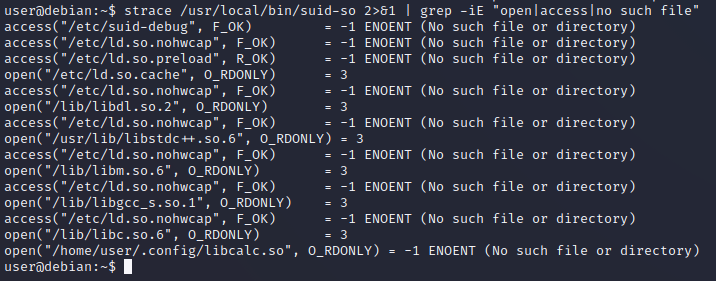 user@debian:~$ strace /usr/local/bin/suid-so 2>&1 | grep -iE "open|access|no such file"
access("/etc/suid-debug", F_OK)         = -1 ENOENT (No such file or directory)
access("/etc/ld.so.nohwcap", F_OK)      = -1 ENOENT (No such file or directory)
access("/etc/ld.so.preload", R_OK)      = -1 ENOENT (No such file or directory)
open("/etc/ld.so.cache", O_RDONLY)      = 3
access("/etc/ld.so.nohwcap", F_OK)      = -1 ENOENT (No such file or directory)
open("/lib/libdl.so.2", O_RDONLY)       = 3
access("/etc/ld.so.nohwcap", F_OK)      = -1 ENOENT (No such file or directory)
open("/usr/lib/libstdc++.so.6", O_RDONLY) = 3
access("/etc/ld.so.nohwcap", F_OK)      = -1 ENOENT (No such file or directory)
open("/lib/libm.so.6", O_RDONLY)        = 3
access("/etc/ld.so.nohwcap", F_OK)      = -1 ENOENT (No such file or directory)
open("/lib/libgcc_s.so.1", O_RDONLY)    = 3
access("/etc/ld.so.nohwcap", F_OK)      = -1 ENOENT (No such file or directory)
open("/lib/libc.so.6", O_RDONLY)        = 3
open("/home/user/.config/libcalc.so", O_RDONLY) = -1 ENOENT (No such file or directory)
user@debian:~$